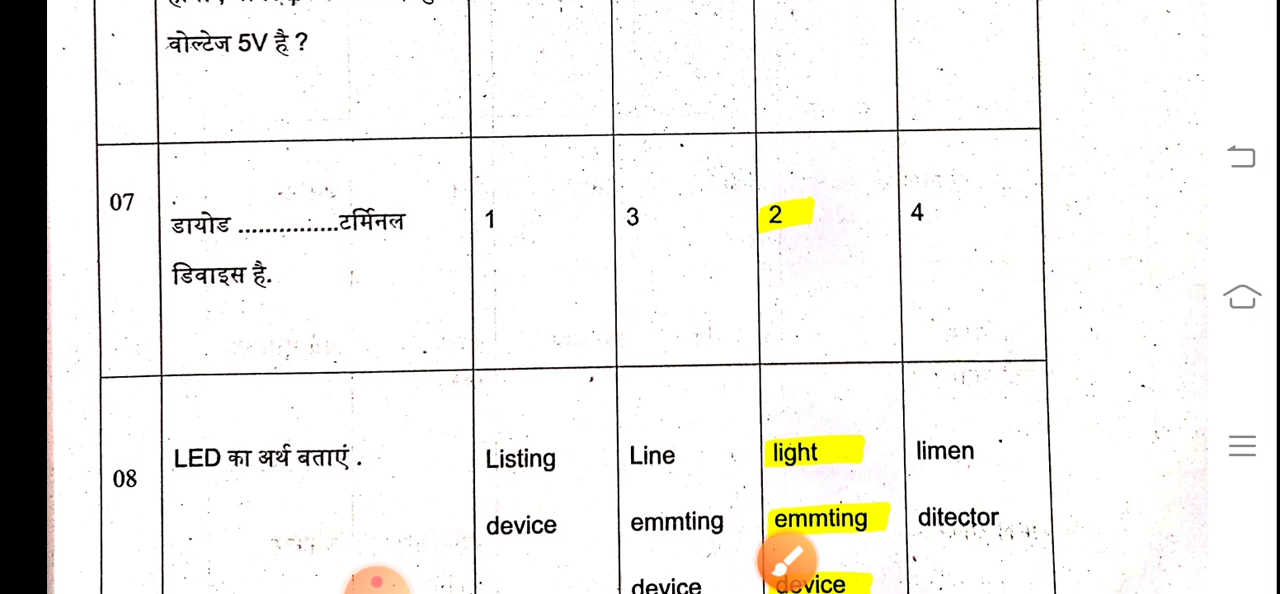 वोल्टेज 5V है ?
07
डायोड ...............टर्मिनल
डिवाइस है.
1
3
2
4
08
LED का अर्थ बताएं .
Listing
device
Line
emmting
device
light
emmting
device
limen
ditector